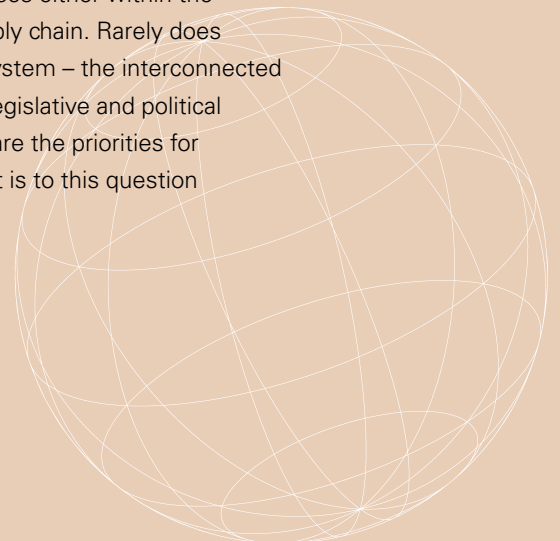 either within the
ply chain. Rarely does
ystem – the interconnected
egislative and political
are the priorities for
t is to this question